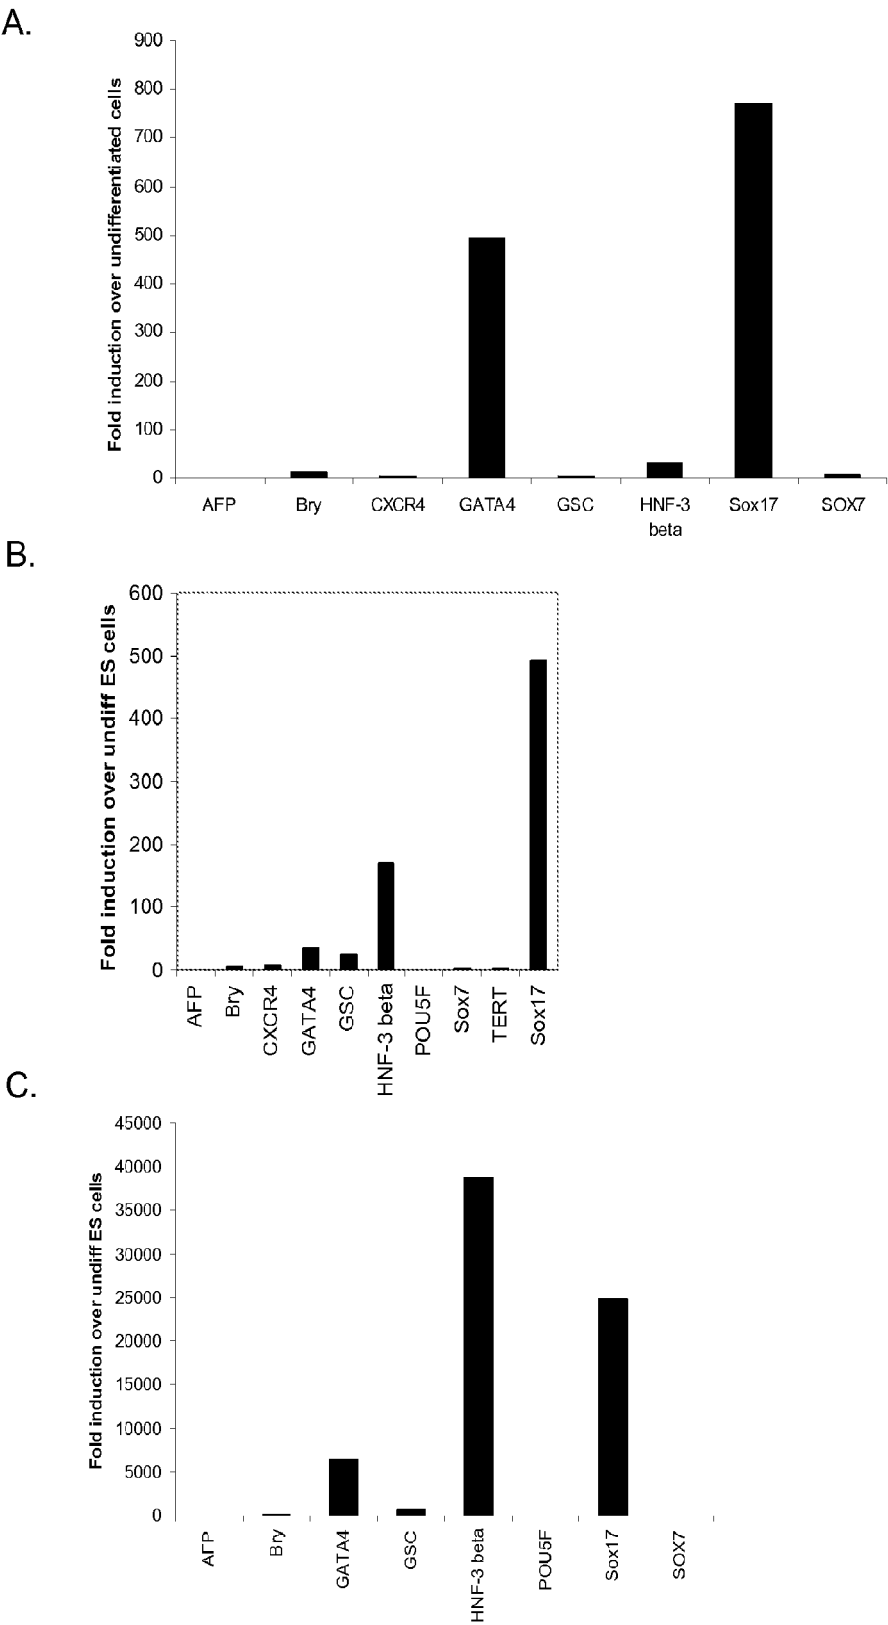 A.
Fold induction over undifferentiated cells
900
800
700
600
500
400
300
200
100
0
AFP Bry CXCR4 GATA4 GSC HNF-3 Sox17 SOX7
beta
B.
Fold induction over undiff ES cells
600
500
400
300
200
100
0
AFP
Bry
CXCR4
GATA4
GSC
HNF-3 beta
POU5F
Sox7
TERT
Sox17
C.
Fold induction over undiff ES cells
45000
40000
35000
30000
25000
20000
15000
10000
5000
0
AFP
Bry
GATA4
GSC
HNF-3 beta
POU5F
Sox17
SOX7